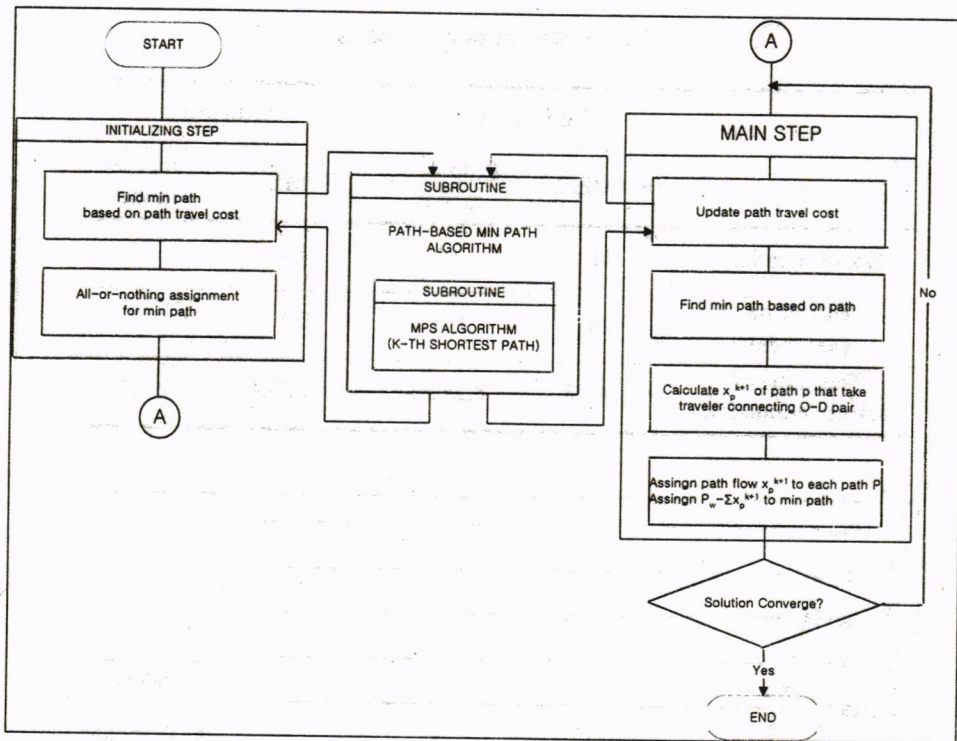 START
INITIALIZING STEP
Find min path
based on path travel cost
All-or-nothing assignment
for min path
A
SUBROUTINE
PATH-BASED MIN PATH
ALGORITHM
SUBROUTINE
MPS ALGORITHM
(K-TH SHORTEST PATH)
A
MAIN STEP
Update path travel cost
Find min path based on path
Calculate xₚᵏ⁺¹ of path p that take
traveler connecting O-D pair
Assingn path flow xₚᵏ⁺¹ to each path P
Assingn P_w-Σxₚᵏ⁺¹ to min path
Solution Converge?
No
Yes
END